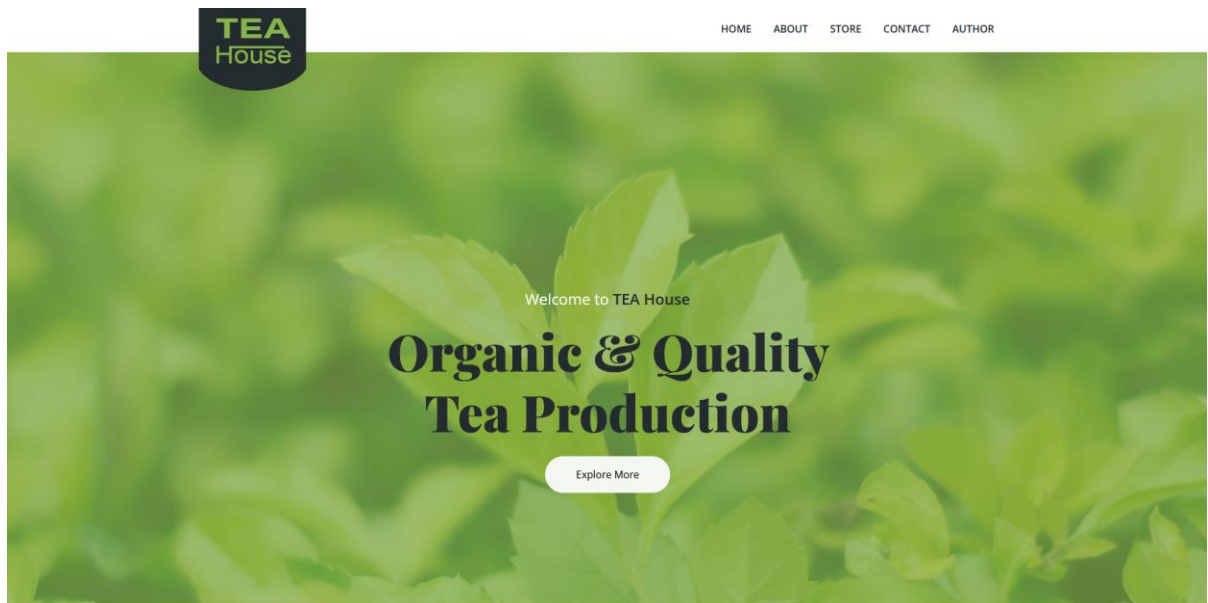 TEA
House
HOME ABOUT STORE CONTACT AUTHOR
Welcome to TEA House
Organic & Quality
Tea Production
Explore More